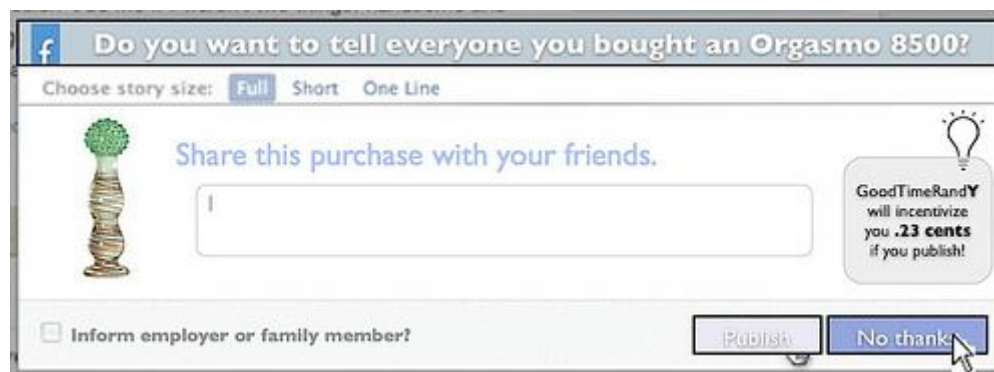 f Do you want to tell everyone you bought an Orgasmo 8500?
Choose story size: Full Short One Line
Share this purchase with your friends.
GoodTimeRandY
will incentivize
you .23 cents
if you publish!
Inform employer or family member?
Publish No thanks